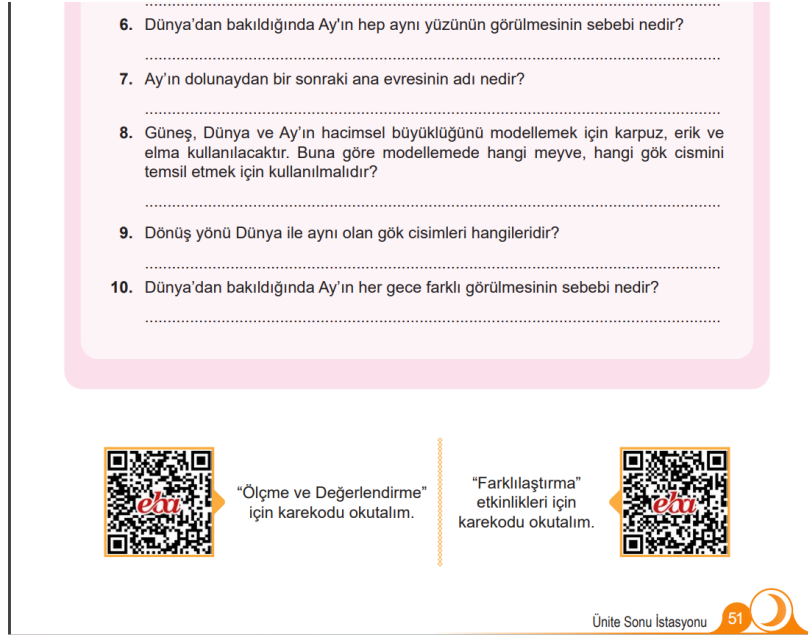 6. Dünya’dan bakıldığında Ay'ın hep aynı yüzünün görülmesinin sebebi nedir?
7. Ay’ın dolunaydan bir sonraki ana evresinin adı nedir?
8. Güneş, Dünya ve Ay’ın hacimsel büyüklüğünü modellemek için karpuz, erik ve
elma kullanılacaktır. Buna göre modellemede hangi meyve, hangi gök cismini
temsil etmek için kullanılmalıdır?
9. Dönüş yönü Dünya ile aynı olan gök cisimleri hangileridir?
10. Dünya’dan bakıldığında Ay’ın her gece farklı görülmesinin sebebi nedir?
eba
“Ölçme ve Değerlendirme”
için karekodu okutalım.
“Farklılaştırma”
etkinlikleri için
karekodu okutalım.
eba
Ünite Sonu İstasyonu 51